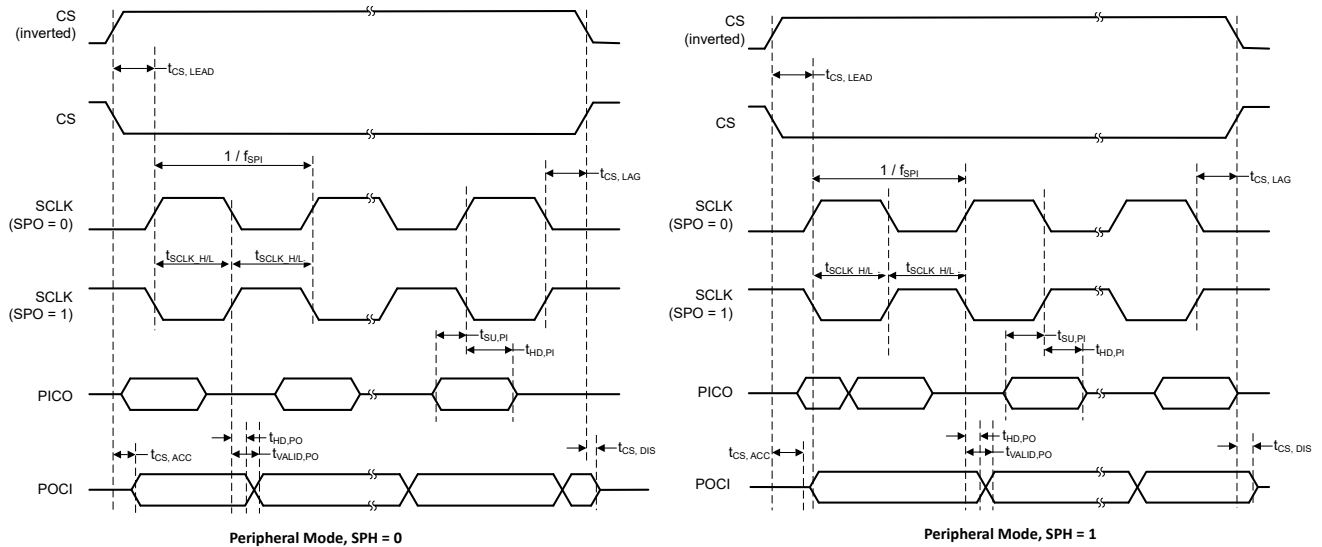 CS
(inverted)
tCS, LEAD
CS
1 / fSPI
tCS, LAG
SCLK
(SPO = 0)
tSCLK_H/L
tSCLK_H/L
SCLK
(SPO = 1)
tSU,PI
tHD,PI
PICO
tHD,PO
tVALID,PO
tCS, ACC
tCS, DIS
POCI
Peripheral Mode, SPH = 0
CS
(inverted)
tCS, LEAD
CS
1 / fSPI
tCS, LAG
SCLK
(SPO = 0)
tSCLK_H/L
tSCLK_H/L
SCLK
(SPO = 1)
tSU,PI
tHD,PI
PICO
tHD,PO
tVALID,PO
tCS, ACC
tCS, DIS
POCI
Peripheral Mode, SPH = 1